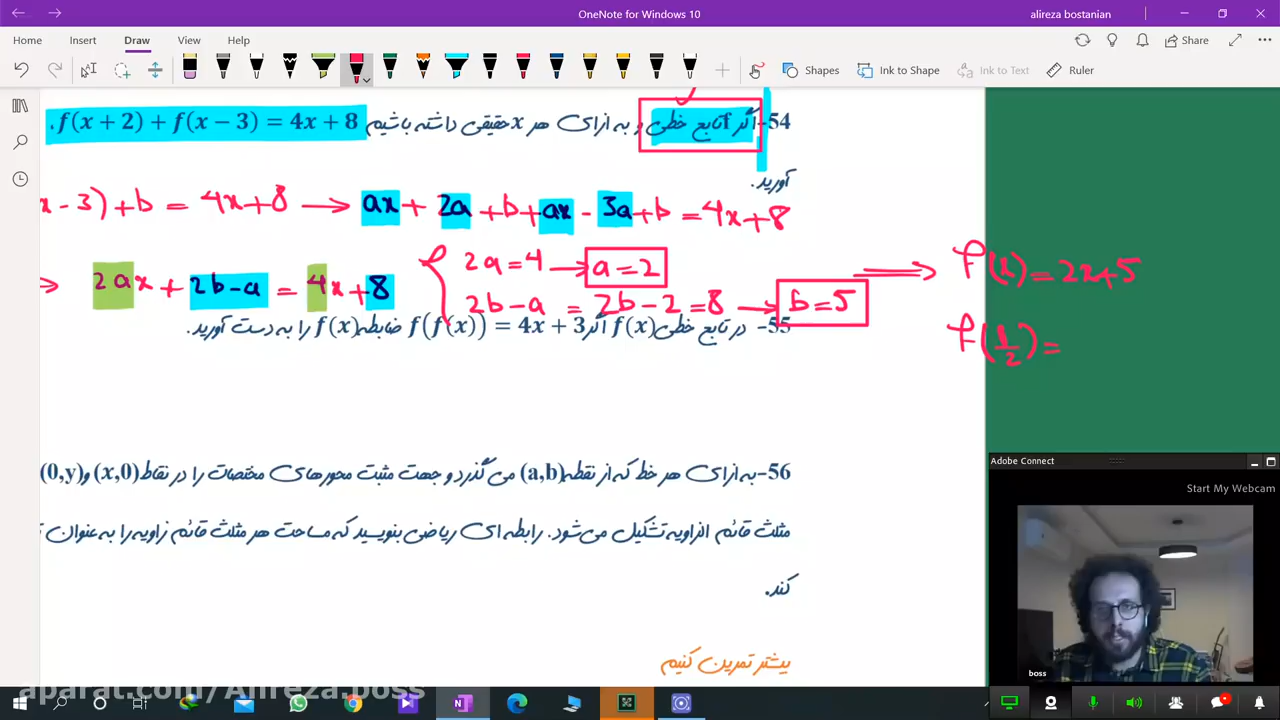 OneNote for Windows 10
alireza bostanian
Home Insert Draw View Help
Share
Shapes Ink to Shape Ink to Text Ruler
54- اگر f تابع خطی و به ازای هر x حقیقی داشته باشیم f(x + 2) + f(x − 3) = 4x + 8.
آورید.
x-3)+b = 4x+8 → ax + 2a + b + ax - 3a + b = 4x+8
→ 2ax + 2b-a = 4x+8
2a=4 → a=2
2b-a = 2b-2 = 8 → b=5
⇒ f(x) = 2x+5
f(1/2) =
55- در تابع خطی f(x) اگر f(f(x)) = 4x + 3 ضابطه f(x) را به دست آورید.
56- به ازای هر خط که از نقطه (a,b) می گذرد و جهت مثبت محورهای مختصات را در نقاط (x,0) و (0,y)
مثلث قائم الزاویه تشکیل می شود. رابطه ای ریاضی بنویسید که مساحت هر مثلث قائم زاویه را به عنوان
کند.
بیشتر تمرین کنیم
Adobe Connect
Start My Webcam
boss
aparat.com/Alireza.boss